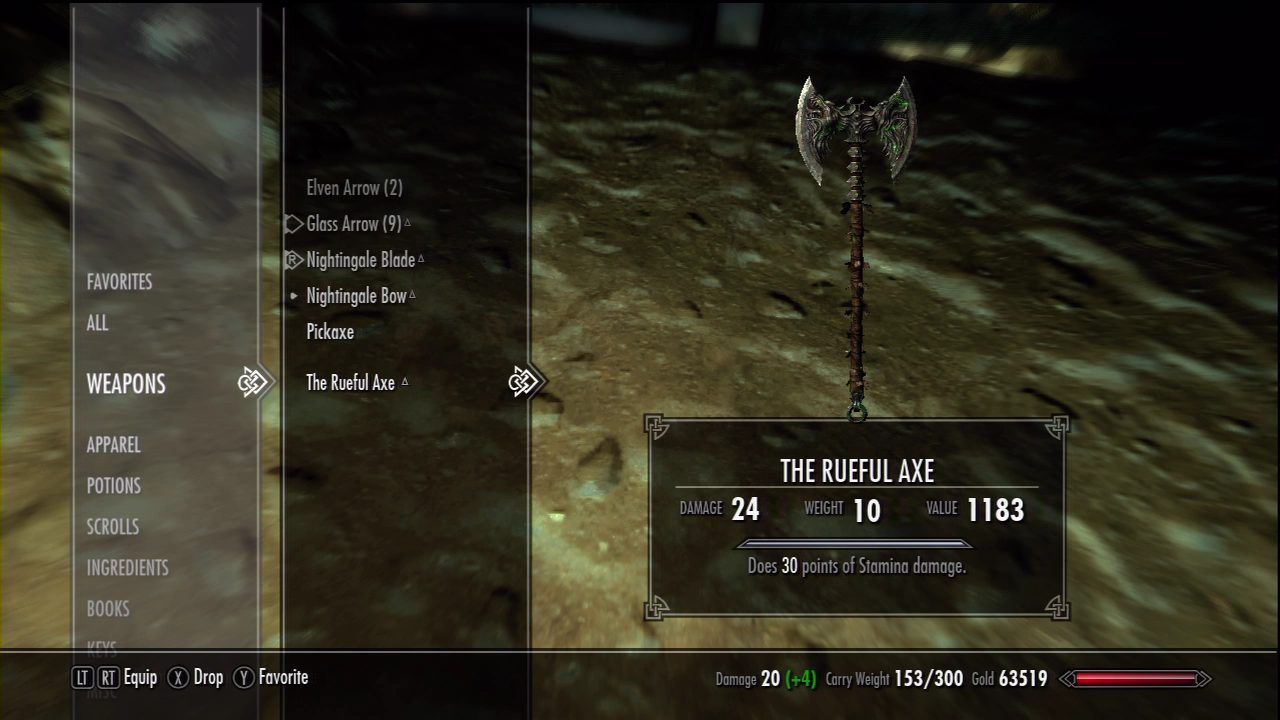 FAVORITES
ALL
WEAPONS
APPAREL
POTIONS
SCROLLS
INGREDIENTS
BOOKS
KEYS
MISC
Elven Arrow (2)
Glass Arrow (9)
R Nightingale Blade
Nightingale Bow
Pickaxe
The Rueful Axe
THE RUEFUL AXE
DAMAGE 24 WEIGHT 10 VALUE 1183
Does 30 points of Stamina damage.
LT RT Equip X Drop Y Favorite
Damage 20 (+4) Carry Weight 153/300 Gold 63519